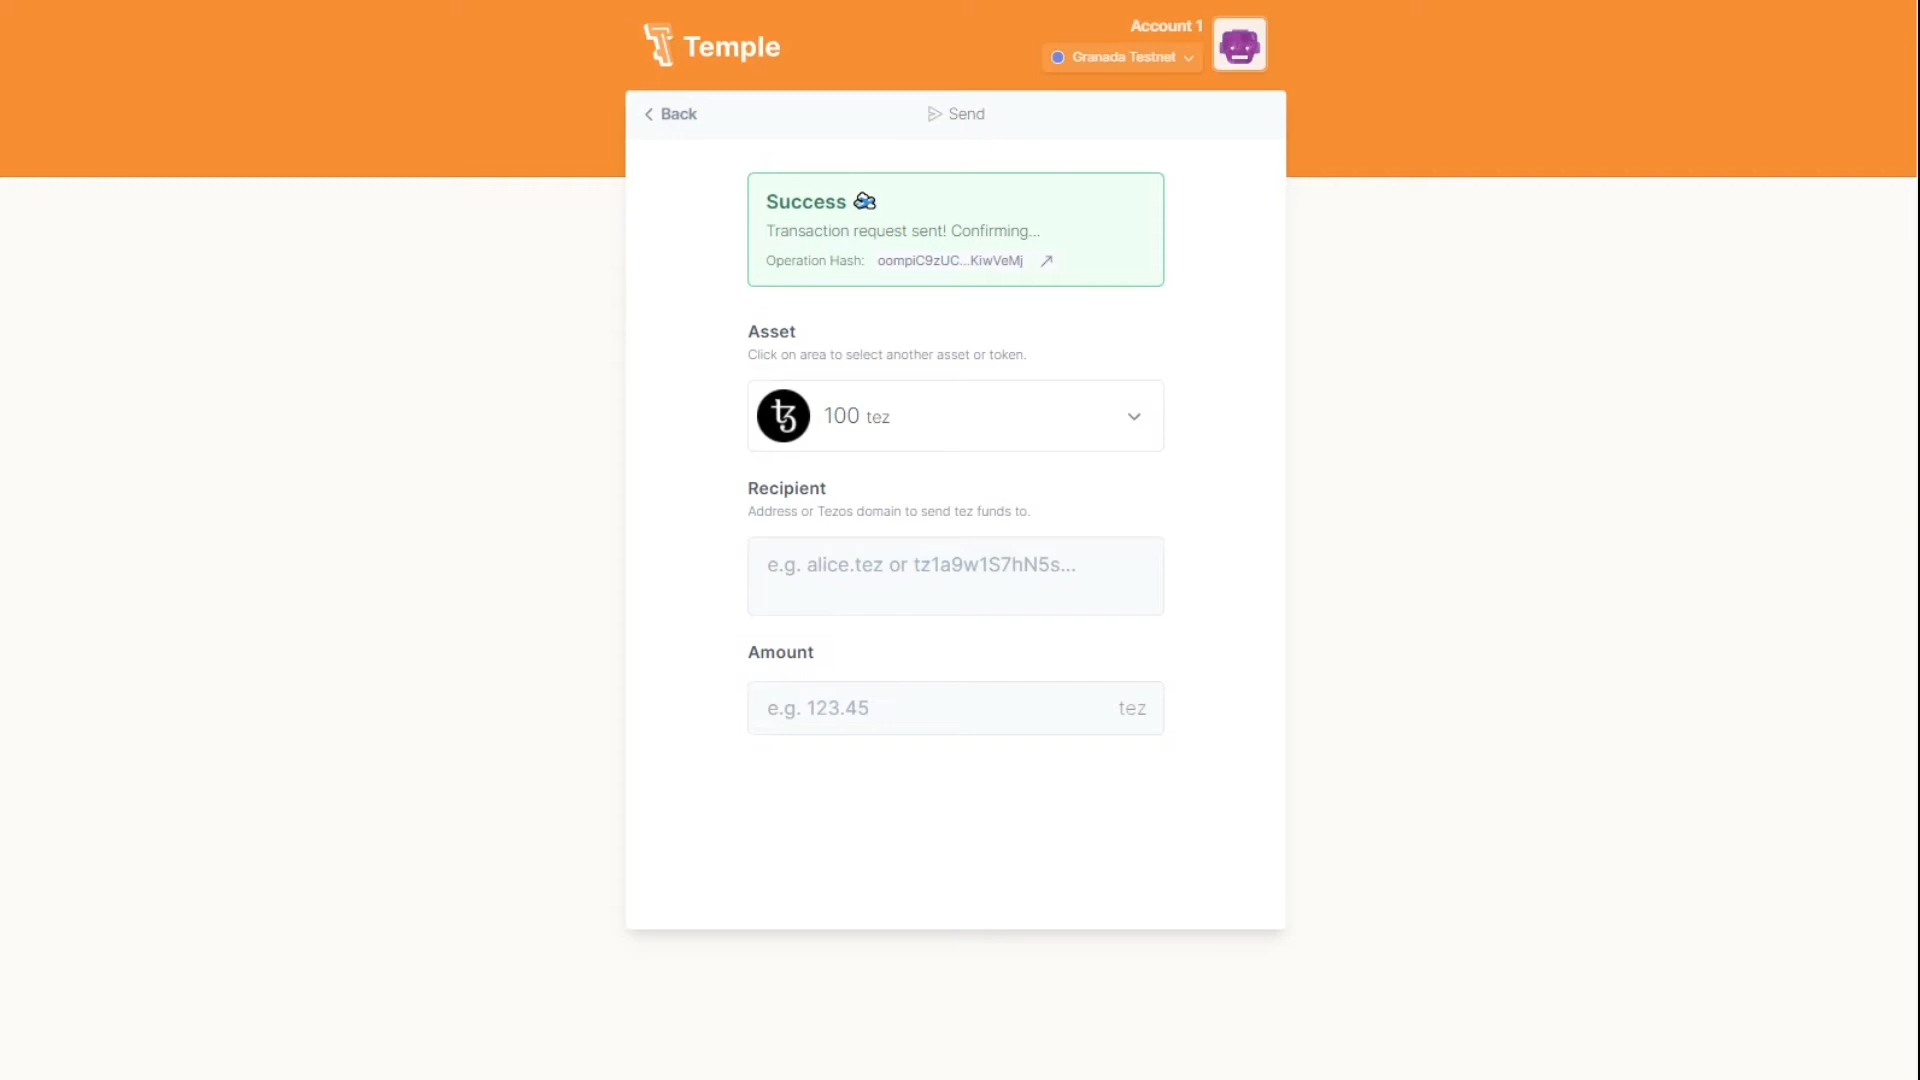 Temple
Account 1
Granada Testnet
Back
Send
Success
Transaction request sent! Confirming...
Operation Hash: oompiC9zUC...KiwVeMj
Asset
Click on area to select another asset or token.
100 tez
Recipient
Address or Tezos domain to send tez funds to.
e.g. alice.tez or tz1a9w1S7hN5s...
Amount
e.g. 123.45 tez